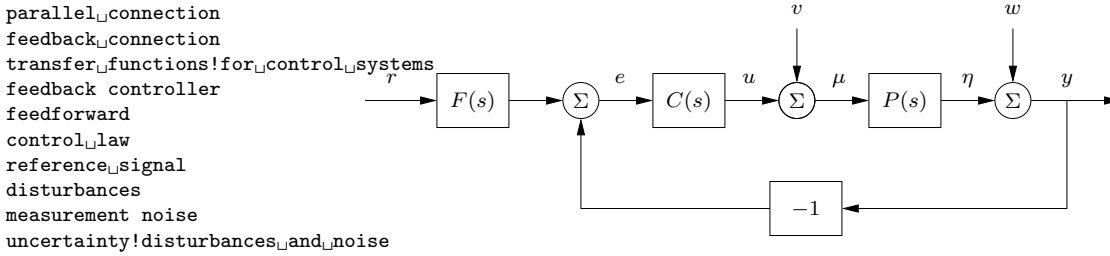 parallel␣connection
feedback␣connection
transfer␣functions!for␣control␣systems
feedback controller
feedforward
control␣law
reference␣signal
disturbances
measurement noise
uncertainty!disturbances␣and␣noise
v w
r F(s) Σ e C(s) u Σ μ P(s) η Σ y
−1